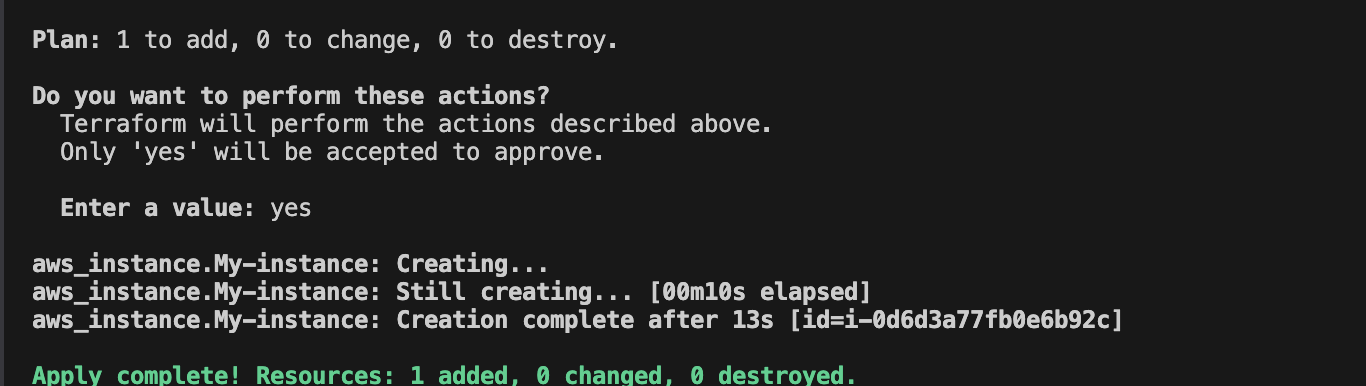 Plan: 1 to add, 0 to change, 0 to destroy.
Do you want to perform these actions?
Terraform will perform the actions described above.
Only 'yes' will be accepted to approve.
Enter a value: yes
aws_instance.My-instance: Creating...
aws_instance.My-instance: Still creating... [00m10s elapsed]
aws_instance.My-instance: Creation complete after 13s [id=i-0d6d3a77fb0e6b92c]
Apply complete! Resources: 1 added, 0 changed, 0 destroyed.